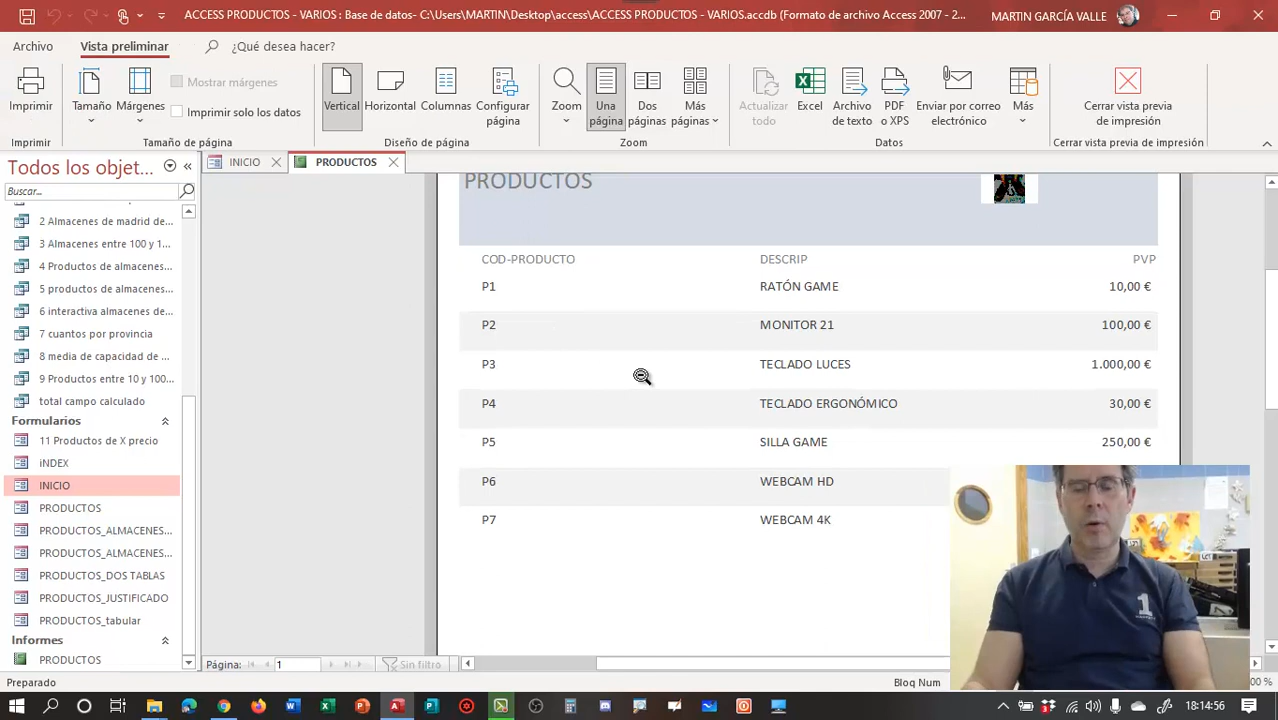 ACCESS PRODUCTOS - VARIOS : Base de datos- C:\Users\MARTIN\Desktop\access\ACCESS PRODUCTOS - VARIOS.accdb (Formato de archivo Access 2007 - 2... MARTIN GARCÍA VALLE
Archivo Vista preliminar ¿Qué desea hacer?
Imprimir
Tamaño
Márgenes
Mostrar márgenes
Imprimir solo los datos
Vertical
Horizontal
Columnas
Configurar página
Zoom
Una página
Dos páginas
Más páginas
Actualizar todo
Excel
Archivo de texto
PDF o XPS
Enviar por correo electrónico
Más
Cerrar vista previa de impresión
Imprimir Tamaño de página Diseño de página Zoom Datos Cerrar vista previa de impresión
Todos los objet...
Buscar...
2 Almacenes de madrid de...
3 Almacenes entre 100 y 1...
4 Productos de almacenes...
5 productos de almacenes...
6 interactiva almacenes de...
7 cuantos por provincia
8 media de capacidad de ...
9 Productos entre 10 y 100...
total campo calculado
Formularios
11 Productos de X precio
iNDEX
INICIO
PRODUCTOS
PRODUCTOS_ALMACENES...
PRODUCTOS_ALMACENES...
PRODUCTOS_DOS TABLAS
PRODUCTOS_JUSTIFICADO
PRODUCTOS_tabular
Informes
PRODUCTOS
INICIO PRODUCTOS
PRODUCTOS
COD-PRODUCTO DESCRIP PVP
P1 RATÓN GAME 10,00 €
P2 MONITOR 21 100,00 €
P3 TECLADO LUCES 1.000,00 €
P4 TECLADO ERGONÓMICO 30,00 €
P5 SILLA GAME 250,00 €
P6 WEBCAM HD
P7 WEBCAM 4K
1
Página: 1 Sin filtro
Preparado Bloq Num 00 %
18:14:56